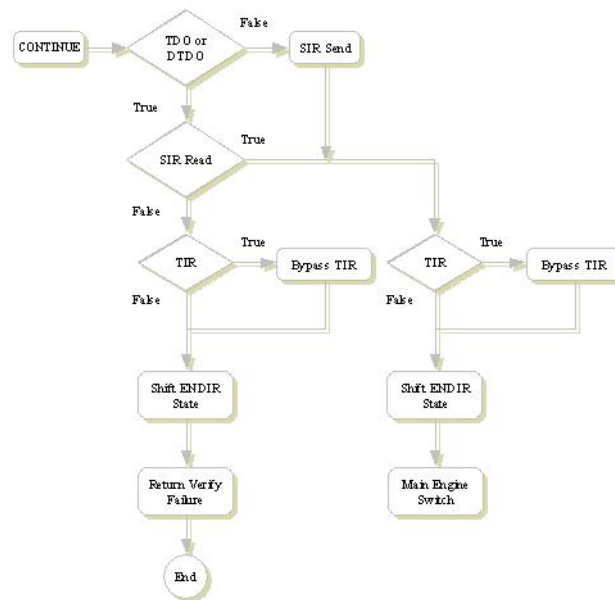 False
CONTINUE
TDO or
DTDO
SIR Send
True
True
SIR Read
False
True
True
TIR
Bypass TIR
TIR
Bypass TIR
False
False
Shift ENDIR
State
Shift ENDIR
State
Return Verify
Failure
Main Engine
Switch
End